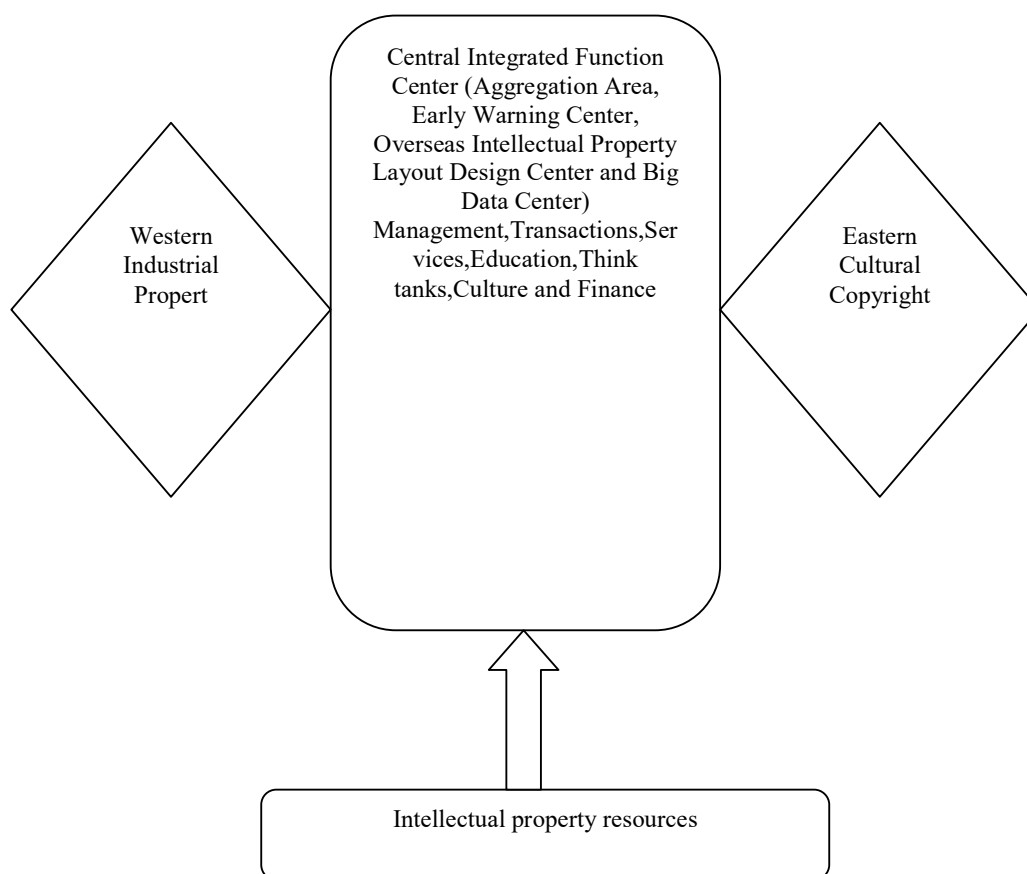 Central Integrated Function
Center (Aggregation Area,
Early Warning Center,
Overseas Intellectual Property
Layout Design Center and Big
Data Center)
Management,Transactions,Ser
vices,Education,Think
tanks,Culture and Finance
Western
Industrial
Propert
Eastern
Cultural
Copyright
Intellectual property resources